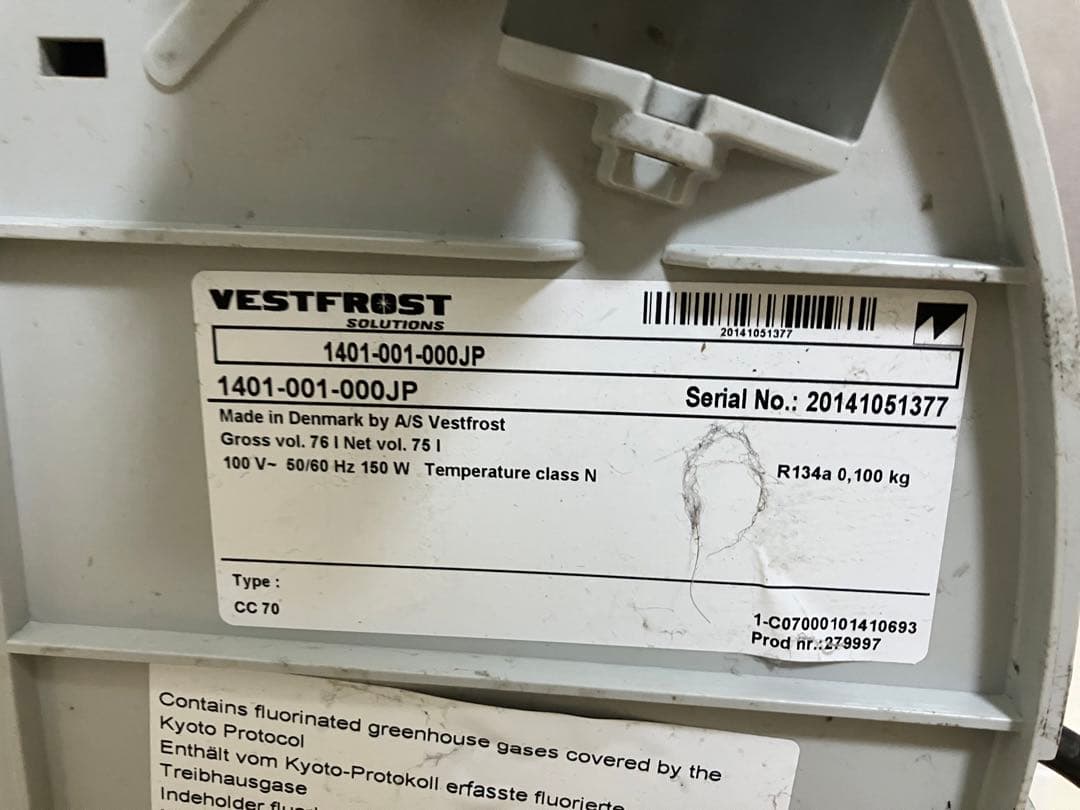 VESTFROST
SOLUTIONS
20141051377
1401-001-000JP
1401-001-000JP
Serial No.: 20141051377
Made in Denmark by A/S Vestfrost
Gross vol. 76 l Net vol. 75 l
100 V~ 50/60 Hz 150 W Temperature class N
R134a 0,100 kg
Type :
CC 70
1-C07000101410693
Prod nr.:279997
Contains fluorinated greenhouse gases covered by the
Kyoto Protocol
Enthält vom Kyoto-Protokoll erfasste fluorierte
Treibhausgase
Indeholder